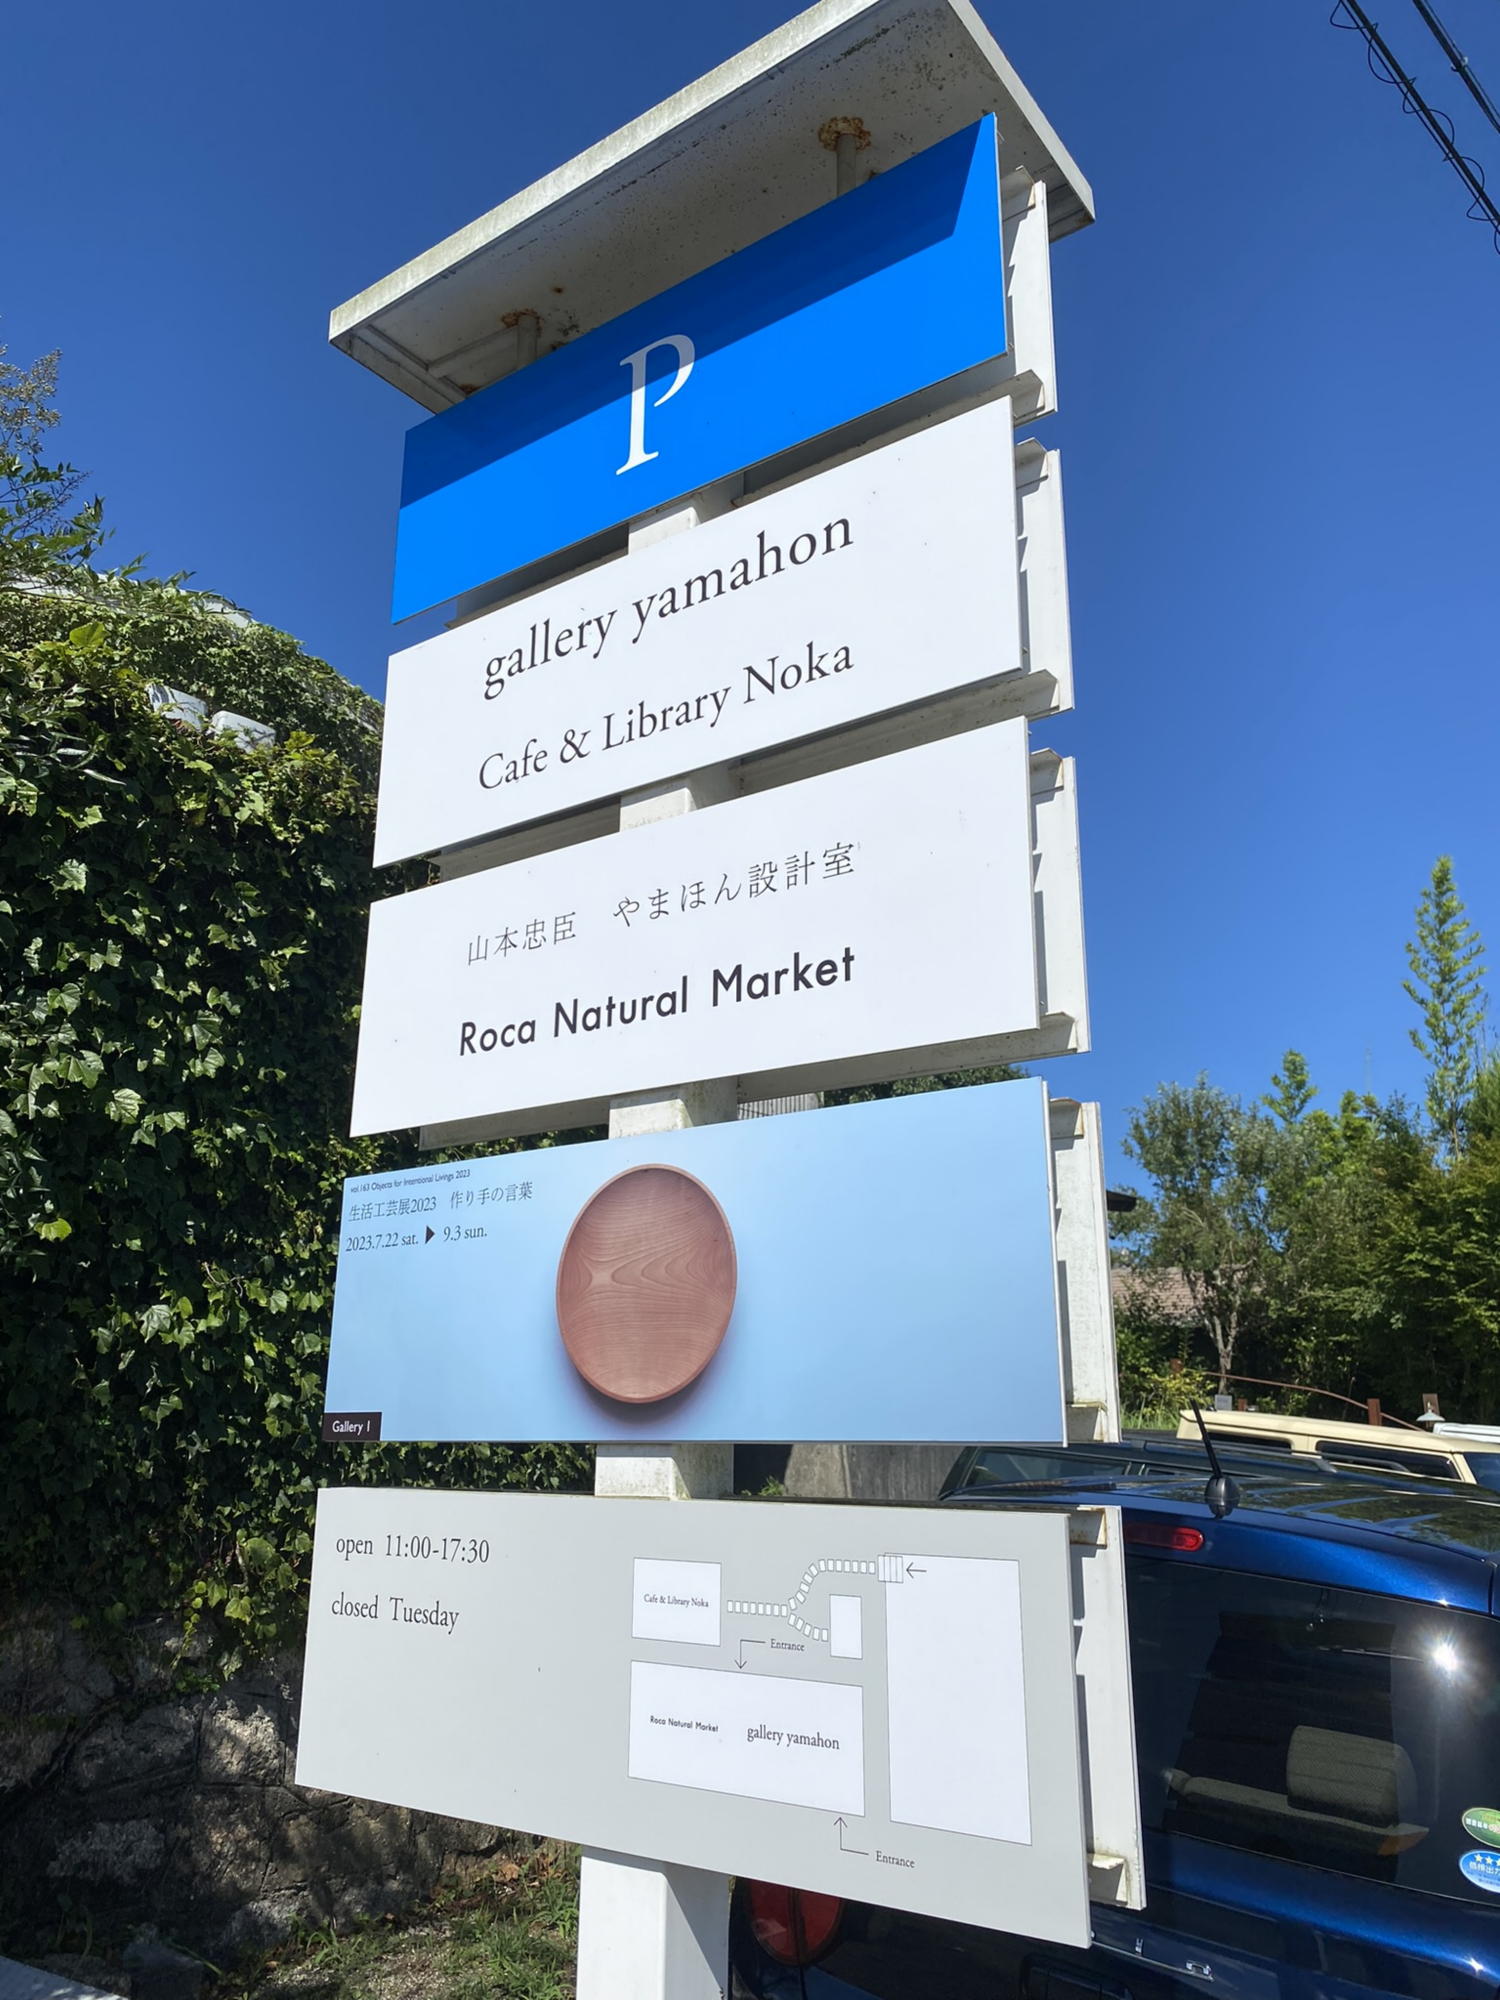 P
gallery yamahon
Cafe & Library Noka
山本忠臣　やまほん設計室
Roca Natural Market
vol.163 Objects for Intentional Livings 2023
生活工芸展2023　作り手の言葉
2023.7.22 sat. ▶ 9.3 sun.
Gallery 1
open 11:00-17:30
closed Tuesday
Cafe & Library Noka
Entrance
Roca Natural Market
gallery yamahon
Entrance